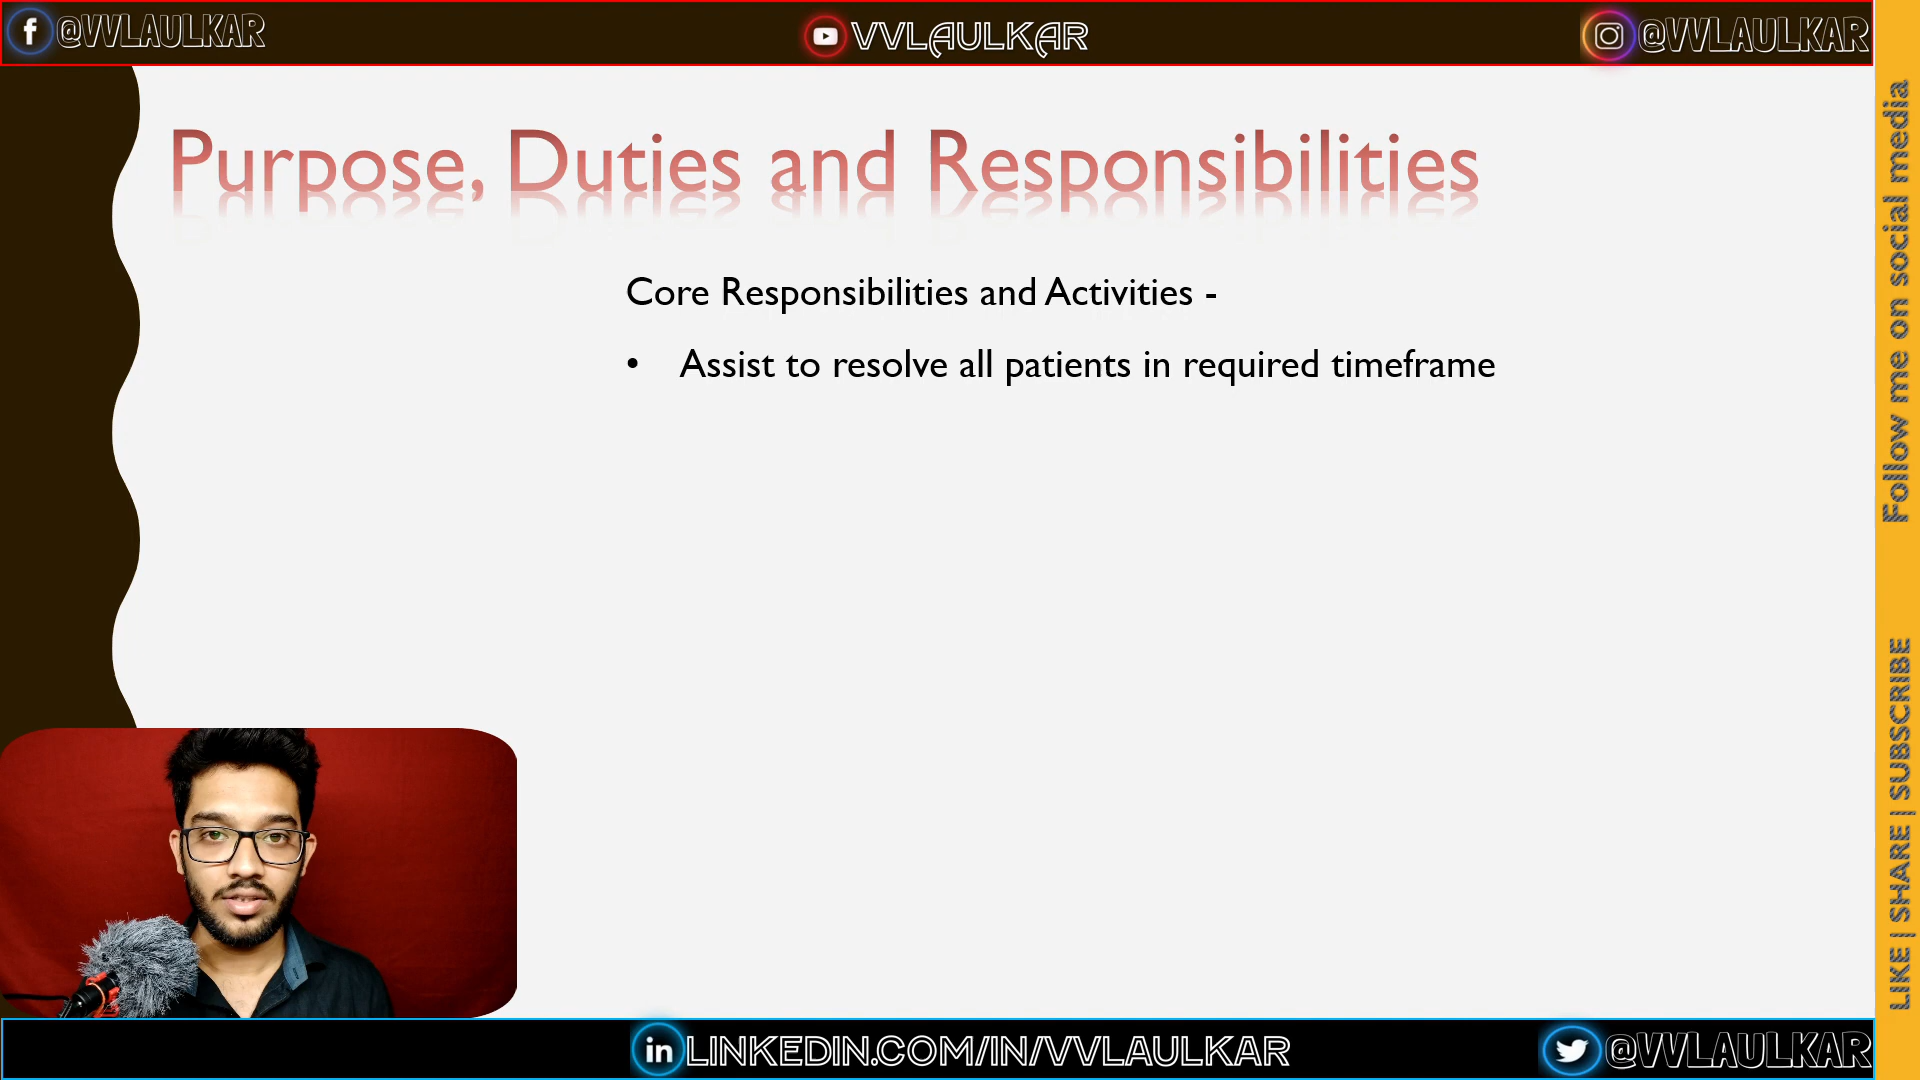 @VVLAULKAR
VVLAULKAR
@VVLAULKAR
Purpose, Duties and Responsibilities
Core Responsibilities and Activities -
• Assist to resolve all patients in required timeframe
Follow me on social media
LIKE | SHARE | SUBSCRIBE
LINKEDIN.COM/IN/VVLAULKAR
@VVLAULKAR